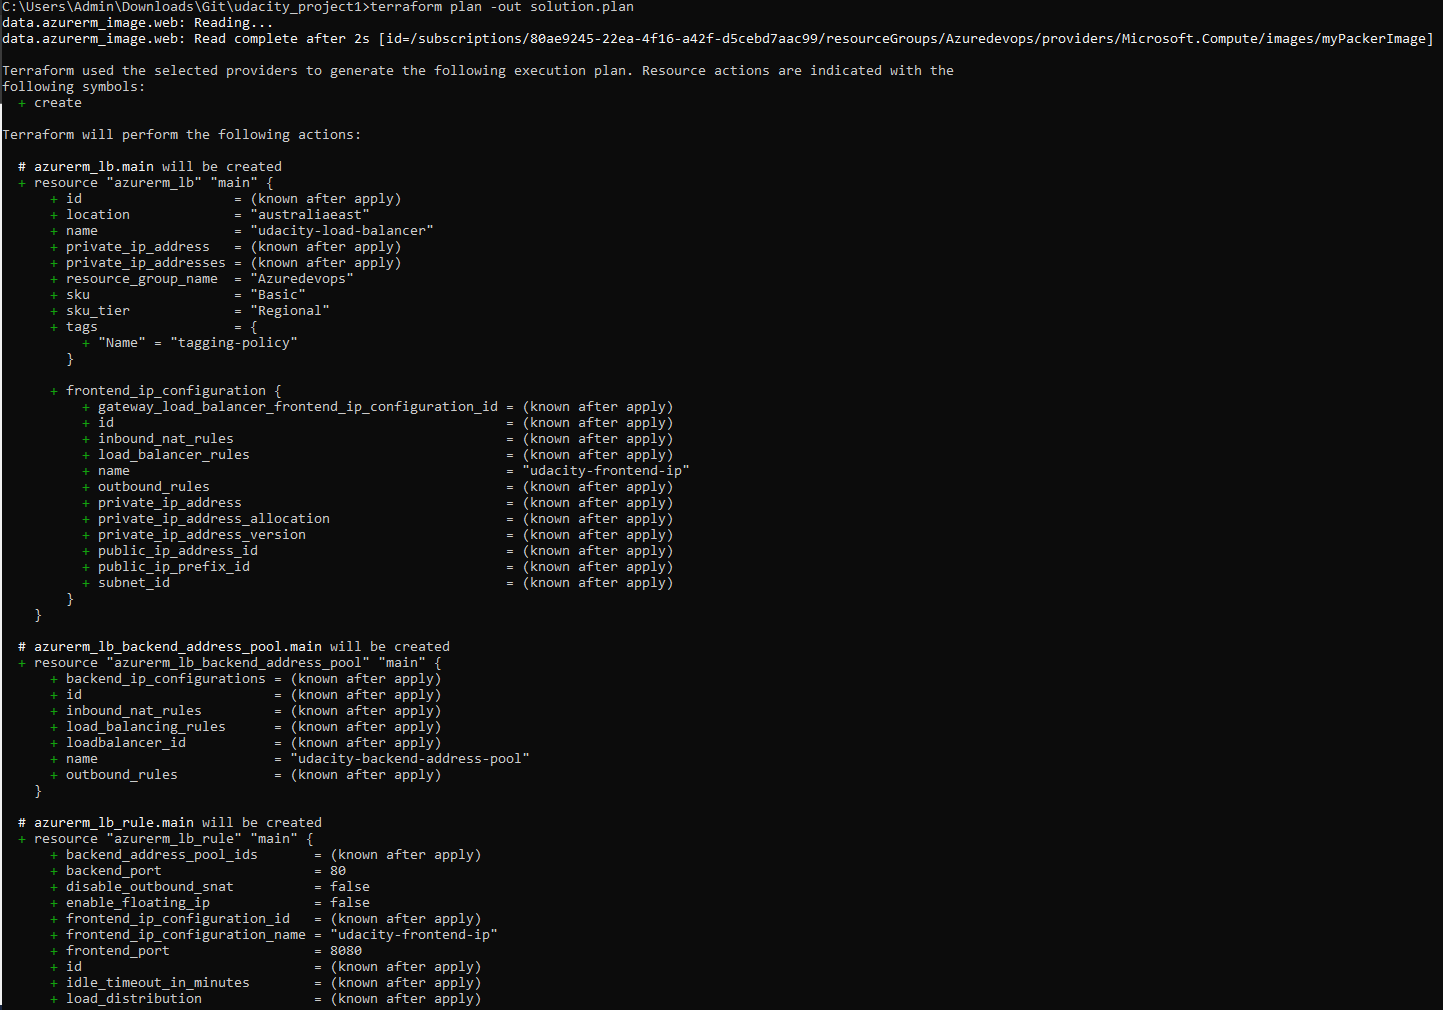 C:\Users\Admin\Downloads\Git\udacity_project1>terraform plan -out solution.plan
data.azurerm_image.web: Reading...
data.azurerm_image.web: Read complete after 2s [id=/subscriptions/80ae9245-22ea-4f16-a42f-d5cebd7aac99/resourceGroups/Azuredevops/providers/Microsoft.Compute/images/myPackerImage]

Terraform used the selected providers to generate the following execution plan. Resource actions are indicated with the
following symbols:
  + create

Terraform will perform the following actions:

  # azurerm_lb.main will be created
  + resource "azurerm_lb" "main" {
      + id                   = (known after apply)
      + location             = "australiaeast"
      + name                 = "udacity-load-balancer"
      + private_ip_address   = (known after apply)
      + private_ip_addresses = (known after apply)
      + resource_group_name  = "Azuredevops"
      + sku                  = "Basic"
      + sku_tier             = "Regional"
      + tags                 = {
          + "Name" = "tagging-policy"
        }

      + frontend_ip_configuration {
          + gateway_load_balancer_frontend_ip_configuration_id = (known after apply)
          + id                                                 = (known after apply)
          + inbound_nat_rules                                  = (known after apply)
          + load_balancer_rules                                = (known after apply)
          + name                                               = "udacity-frontend-ip"
          + outbound_rules                                     = (known after apply)
          + private_ip_address                                 = (known after apply)
          + private_ip_address_allocation                      = (known after apply)
          + private_ip_address_version                         = (known after apply)
          + public_ip_address_id                               = (known after apply)
          + public_ip_prefix_id                                = (known after apply)
          + subnet_id                                          = (known after apply)
        }
    }

  # azurerm_lb_backend_address_pool.main will be created
  + resource "azurerm_lb_backend_address_pool" "main" {
      + backend_ip_configurations = (known after apply)
      + id                        = (known after apply)
      + inbound_nat_rules         = (known after apply)
      + load_balancing_rules      = (known after apply)
      + loadbalancer_id           = (known after apply)
      + name                      = "udacity-backend-address-pool"
      + outbound_rules            = (known after apply)
    }

  # azurerm_lb_rule.main will be created
  + resource "azurerm_lb_rule" "main" {
      + backend_address_pool_ids       = (known after apply)
      + backend_port                   = 80
      + disable_outbound_snat          = false
      + enable_floating_ip             = false
      + frontend_ip_configuration_id   = (known after apply)
      + frontend_ip_configuration_name = "udacity-frontend-ip"
      + frontend_port                  = 8080
      + id                             = (known after apply)
      + idle_timeout_in_minutes        = (known after apply)
      + load_distribution              = (known after apply)